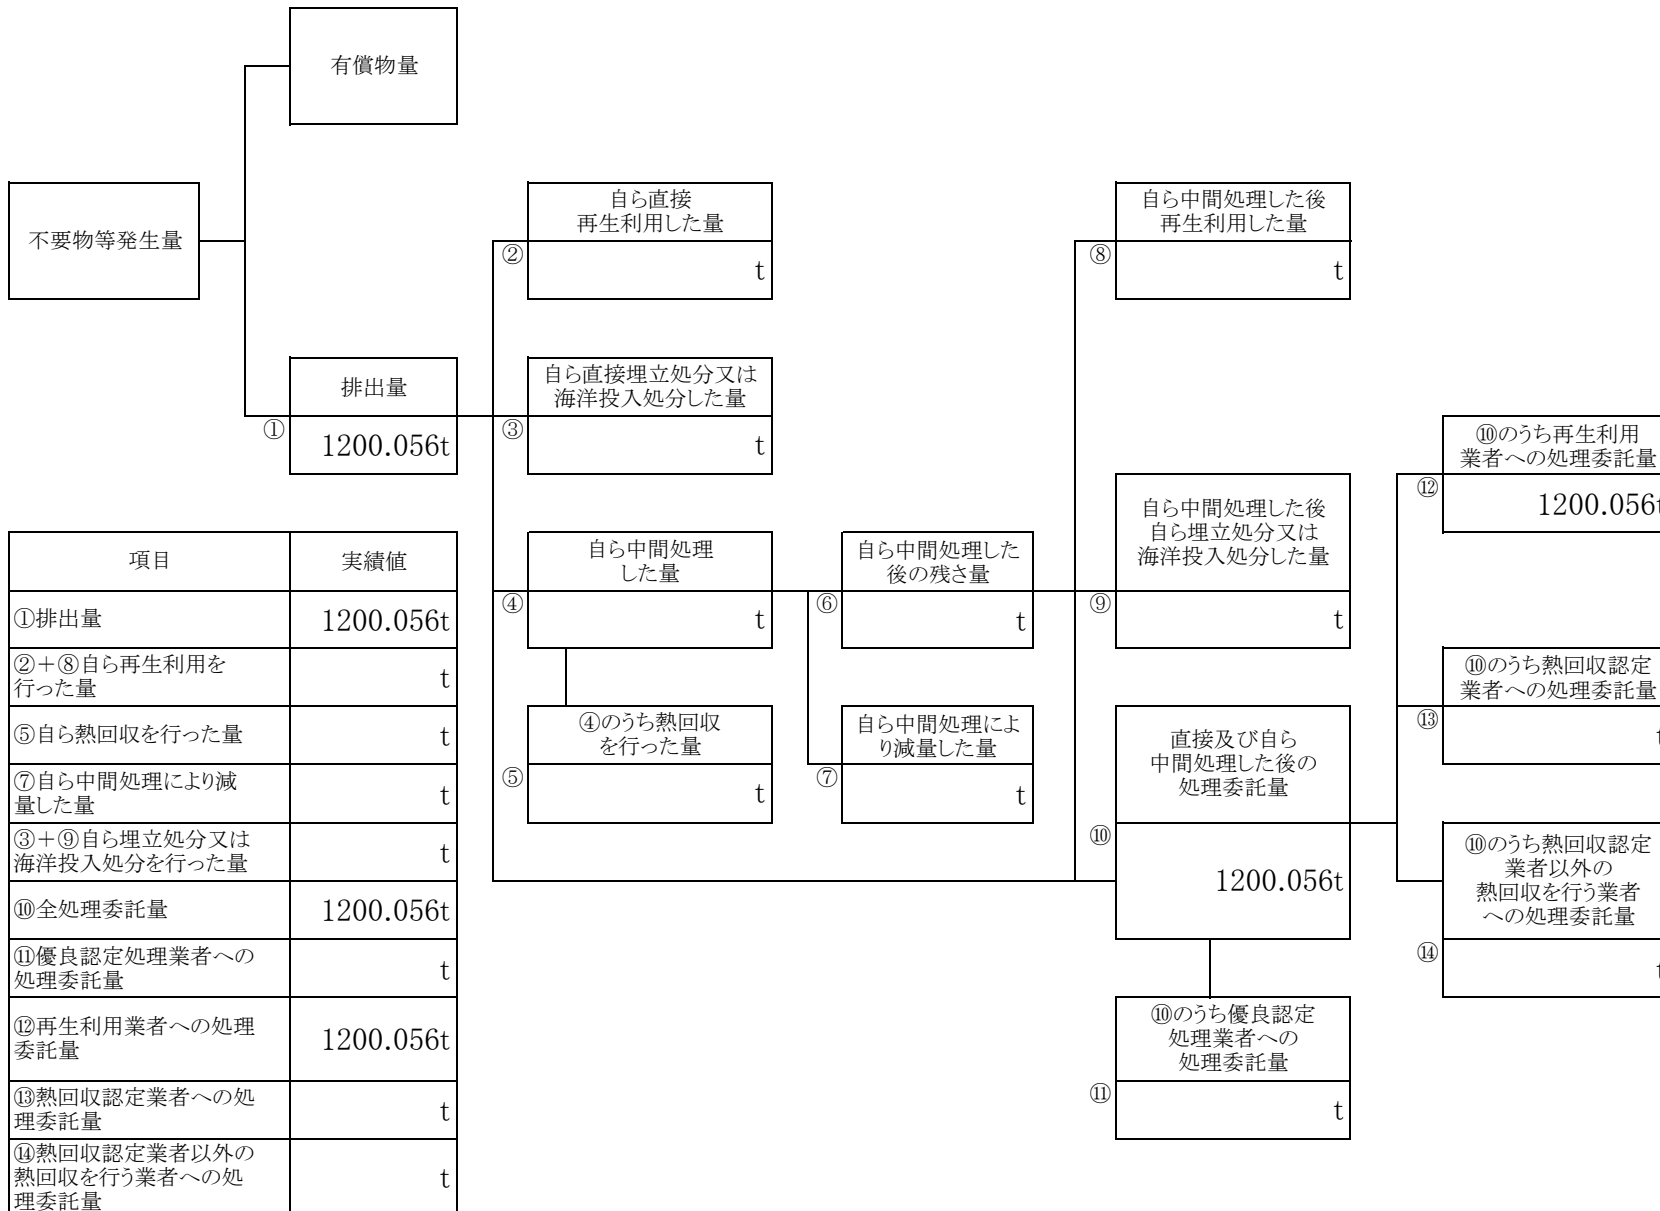 有償物量
不要物等発生量
排出量
①
1200.056t
自ら直接
再生利用した量
②
t
自ら直接埋立処分又は
海洋投入処分した量
③
t
自ら中間処理
した量
④
t
④のうち熱回収
を行った量
⑤
t
自ら中間処理した
後の残さ量
⑥
t
自ら中間処理によ
り減量した量
⑦
t
自ら中間処理した後
再生利用した量
⑧
t
自ら中間処理した後
自ら埋立処分又は
海洋投入処分した量
⑨
t
直接及び自ら
中間処理した後の
処理委託量
⑩
1200.056t
⑩のうち優良認定
処理業者への
処理委託量
⑪
t
⑩のうち再生利用
業者への処理委託量
⑫
1200.056t
⑩のうち熱回収認定
業者への処理委託量
⑬
t
⑩のうち熱回収認定
業者以外の
熱回収を行う業者
への処理委託量
⑭
t
項目 実績値
①排出量 1200.056t
②＋⑧自ら再生利用を
行った量 t
⑤自ら熱回収を行った量 t
⑦自ら中間処理により減
量した量 t
③＋⑨自ら埋立処分又は
海洋投入処分を行った量 t
⑩全処理委託量 1200.056t
⑪優良認定処理業者への
処理委託量 t
⑫再生利用業者への処理
委託量 1200.056t
⑬熱回収認定業者への処
理委託量 t
⑭熱回収認定業者以外の
熱回収を行う業者への処
理委託量 t